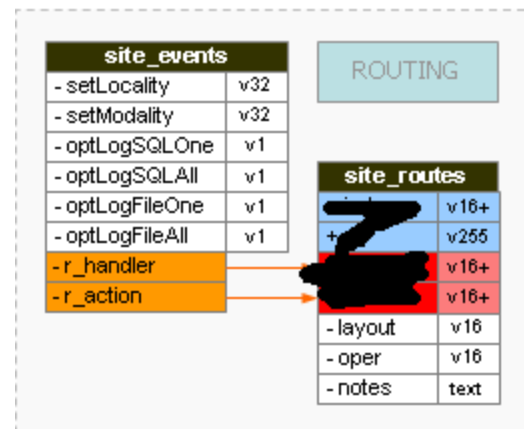 site_events
- setLocality v32
- setModality v32
- optLogSQLOne v1
- optLogSQLAll v1
- optLogFileOne v1
- optLogFileAll v1
- r_handler
- r_action
ROUTING
site_routes
v16+
+ v255
v16+
v16+
- layout v16
- oper v16
- notes text